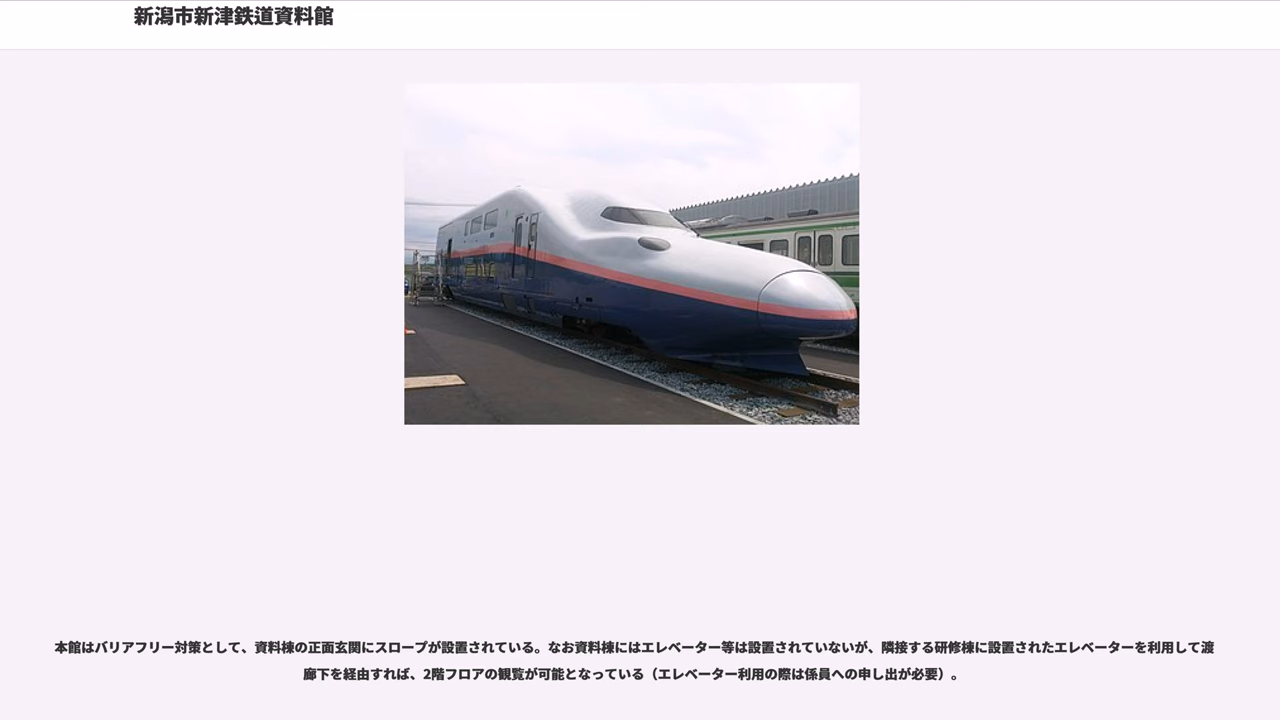 新潟市新津鉄道資料館
本館はバリアフリー対策として、資料棟の正面玄関にスロープが設置されている。なお資料棟にはエレベーター等は設置されていないが、隣接する研修棟に設置されたエレベーターを利用して渡
廊下を経由すれば、2階フロアの観覧が可能となっている（エレベーター利用の際は係員への申し出が必要）。